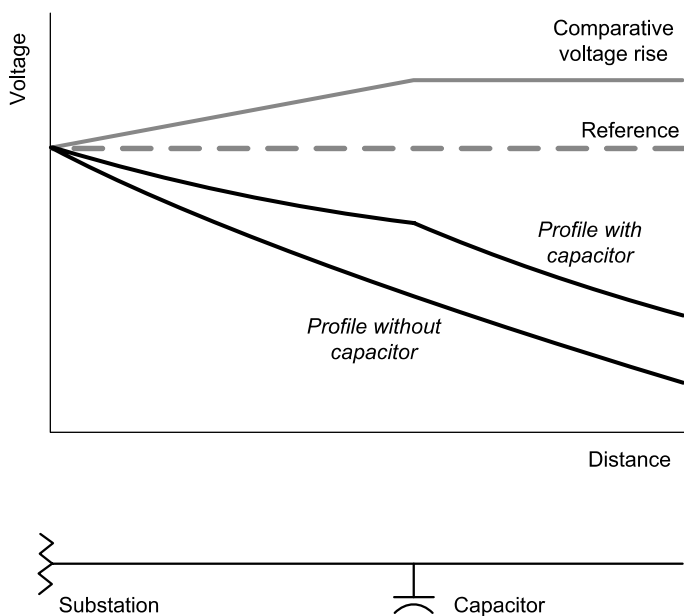 Comparative
voltage rise
Voltage
Reference
Profile with
capacitor
Profile without
capacitor
Distance
Substation
Capacitor